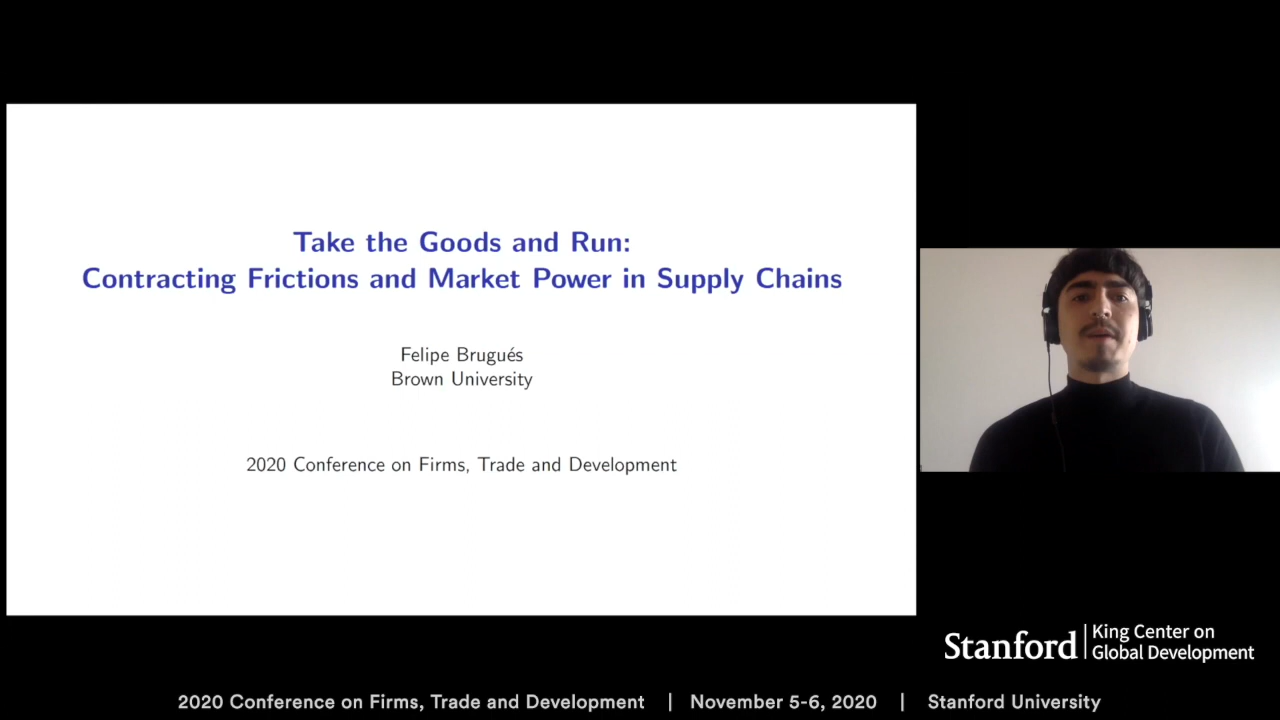 Take the Goods and Run:
Contracting Frictions and Market Power in Supply Chains
Felipe Brugués
Brown University
2020 Conference on Firms, Trade and Development
Stanford
King Center on
Global Development
2020 Conference on Firms, Trade and Development | November 5-6, 2020 | Stanford University